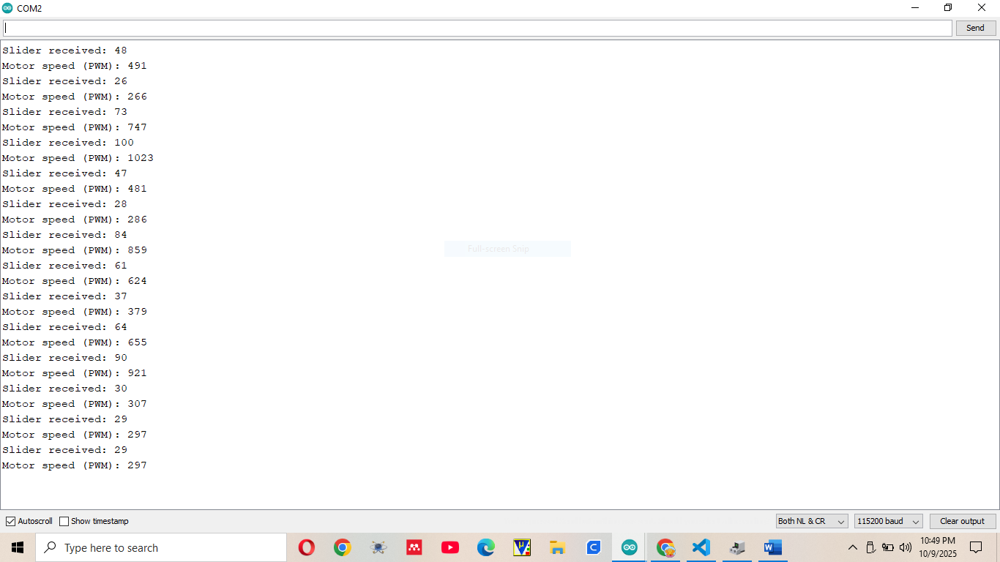 COM2
Send
Slider received: 48
Motor speed (PWM): 491
Slider received: 26
Motor speed (PWM): 266
Slider received: 73
Motor speed (PWM): 747
Slider received: 100
Motor speed (PWM): 1023
Slider received: 47
Motor speed (PWM): 481
Slider received: 28
Motor speed (PWM): 286
Slider received: 84
Motor speed (PWM): 859
Slider received: 61
Motor speed (PWM): 624
Slider received: 37
Motor speed (PWM): 379
Slider received: 64
Motor speed (PWM): 655
Slider received: 90
Motor speed (PWM): 921
Slider received: 30
Motor speed (PWM): 307
Slider received: 29
Motor speed (PWM): 297
Slider received: 29
Motor speed (PWM): 297
Full-screen Snip
Autoscroll Show timestamp Both NL & CR 115200 baud Clear output
Type here to search
10:49 PM
10/9/2025